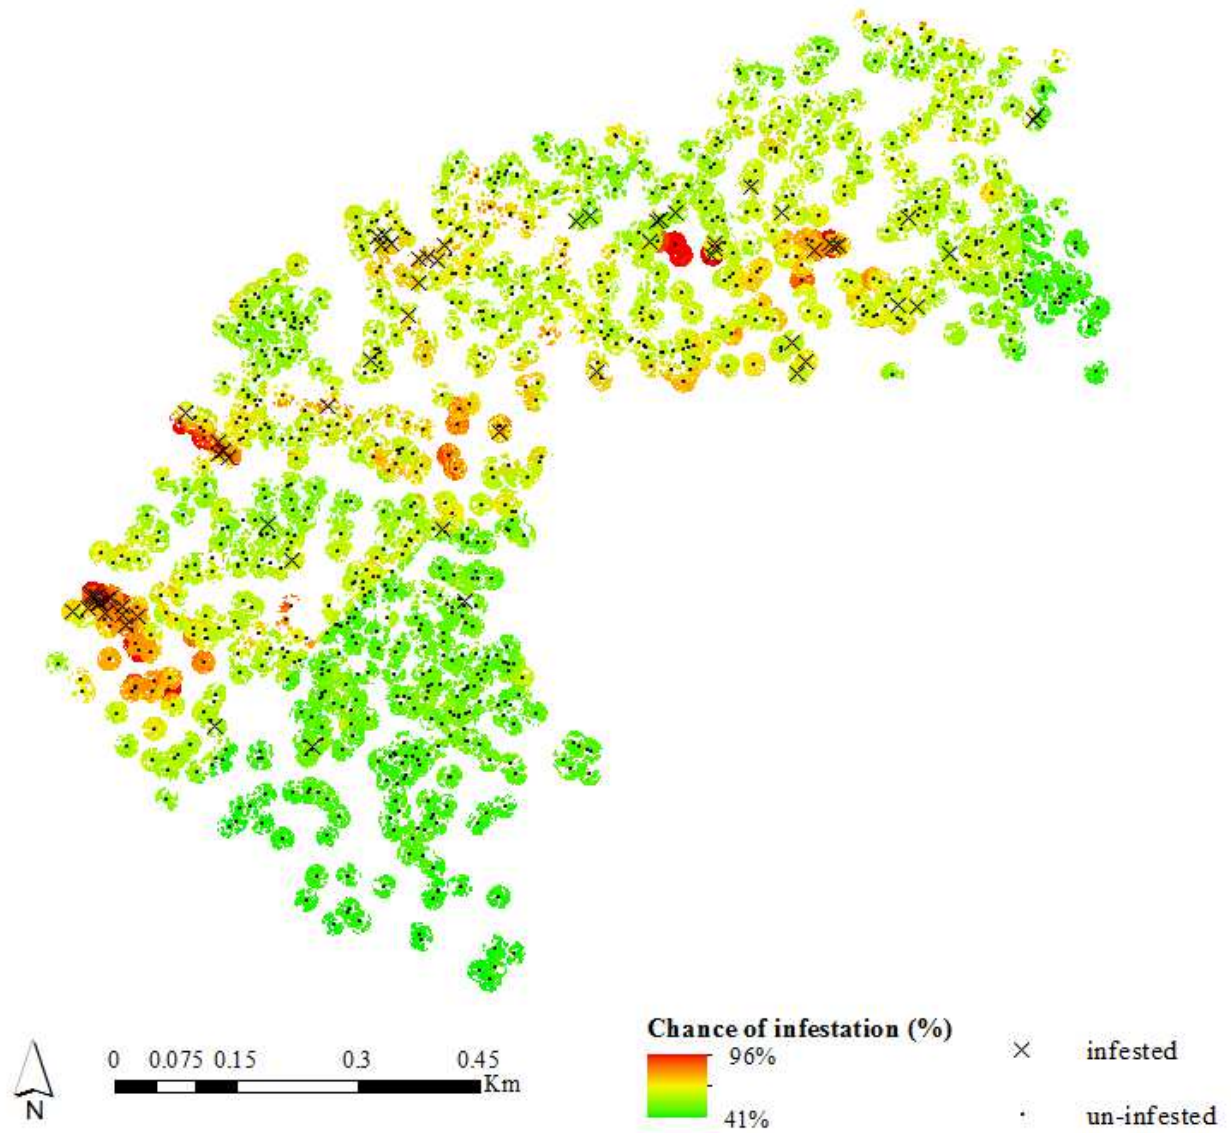 Chance of infestation (%)
96%
41%
infested
un-infested
0 0.075 0.15 0.3 0.45
Km
N